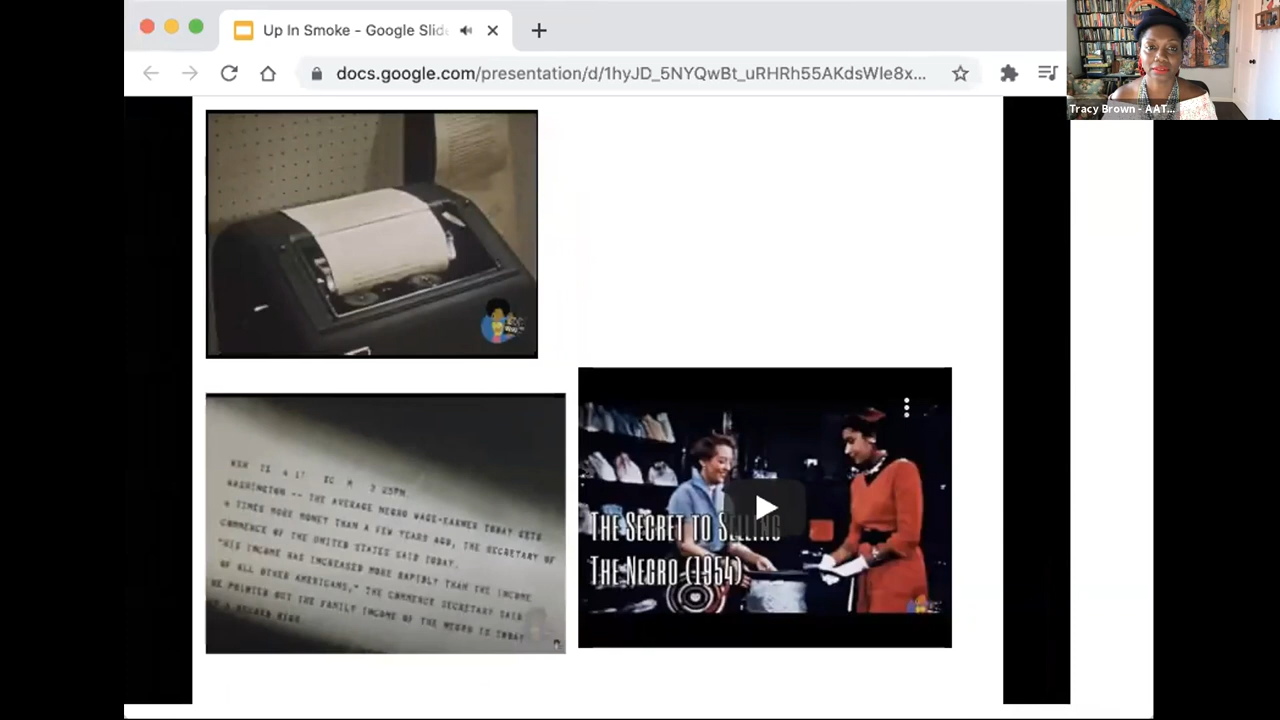 Up In Smoke - Google Slide
docs.google.com/presentation/d/1hyJD_5NYQwBt_uRHRh55AKdsWle8x...
Tracy Brown - AAT...
WASHINGTON -- THE AVERAGE NEGRO WAGE-EARNER TODAY GETS
4 TIMES MORE MONEY THAN A FEW YEARS AGO, THE SECRETARY OF
COMMERCE OF THE UNITED STATES SAID TODAY.
"HIS INCOME HAS INCREASED MORE RAPIDLY THAN THE INCOME
OF ALL OTHER AMERICANS," THE COMMERCE SECRETARY SAID
HE POINTED OUT THE FAMILY INCOME OF THE NEGRO IS TODAY
THE SECRET TO SELLING
THE NEGRO (1954)